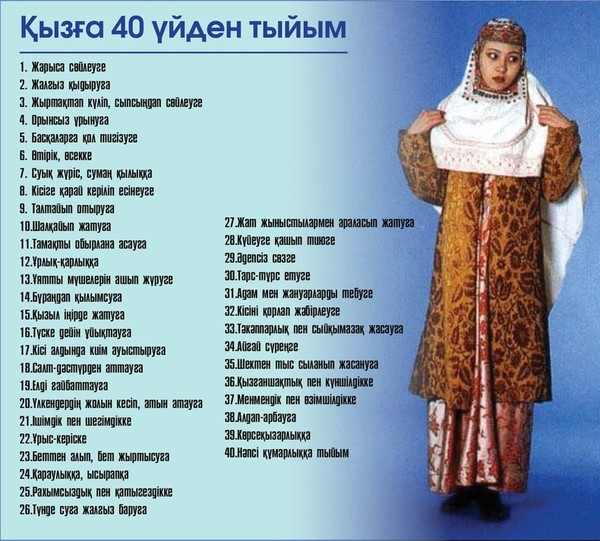 Қызға 40 үйден тыйым
1. Жарыса сөйлеуге
2. Жалғыз қыдыруға
3. Жыртақтап күліп, сыпсыңдап сөйлеуге
4. Орынсыз ұрынуға
5. Басқаларға қол тигізуге
6. Өтірік, өсекке
7. Суық жүріс, сумаң қылыққа
8. Кісіге қарай керіліп есінеуге
9. Талтайып отыруға
10.Шалқайып жатуға
11.Тамақты обырлана асауға
12.Ұрлық-қарлыққа
13.Ұятты мүшелерін ашып жүруге
14.Бұраңдап қылымсуға
15.Қызыл іңірде жатуға
16.Түске дейін ұйықтауға
17.Кісі алдында киім ауыстыруға
18.Салт-дәстүрден аттауға
19.Елді ғайбаттауға
20.Үлкендердің жолын кесіп, атын атауға
21.Ішімдік пен шегімдікке
22.Ұрыс-керіске
23.Беттен алып, бет жыртысуға
24.Қараулыққа, ысырапқа
25.Рахымсыздық пен қатыгездікке
26.Түнде суға жалғыз баруға
27.Жат жыныстылармен араласып жатуға
28.Күйеуге қашып тиюге
29.Әдепсіз сөзге
30.Тарс-тұрс етуге
31.Адам мен жануарларды тебуге
32.Кісіні қорлап жәбірлеуге
33.Тәкаппарлық пен сыйқымазақ жасауға
34.Айғай сүреңге
35.Шектен тыс сыланып жасануға
36.Қызғаншақтық пен күншілдікке
37.Менмендік пен өзімшілдікке
38.Алдап-арбауға
39.Көрсеқызарлыққа
40.Нәпсі құмарлыққа тыйым